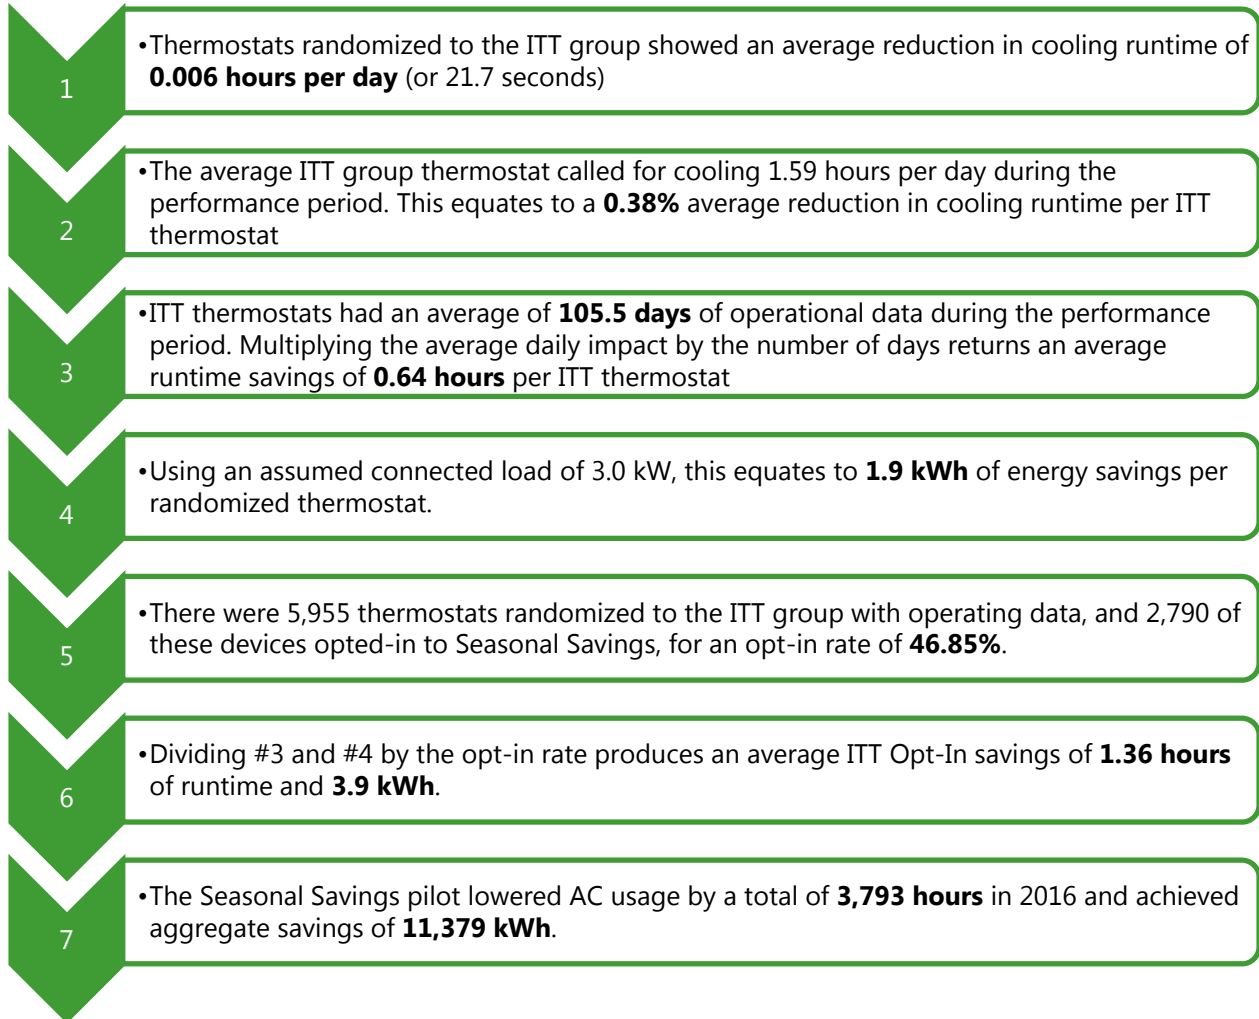 1
•Thermostats randomized to the ITT group showed an average reduction in cooling runtime of
0.006 hours per day (or 21.7 seconds)
2
•The average ITT group thermostat called for cooling 1.59 hours per day during the
performance period. This equates to a 0.38% average reduction in cooling runtime per ITT
thermostat
3
•ITT thermostats had an average of 105.5 days of operational data during the performance
period. Multiplying the average daily impact by the number of days returns an average
runtime savings of 0.64 hours per ITT thermostat
4
•Using an assumed connected load of 3.0 kW, this equates to 1.9 kWh of energy savings per
randomized thermostat.
5
•There were 5,955 thermostats randomized to the ITT group with operating data, and 2,790 of
these devices opted-in to Seasonal Savings, for an opt-in rate of 46.85%.
6
•Dividing #3 and #4 by the opt-in rate produces an average ITT Opt-In savings of 1.36 hours
of runtime and 3.9 kWh.
7
•The Seasonal Savings pilot lowered AC usage by a total of 3,793 hours in 2016 and achieved
aggregate savings of 11,379 kWh.